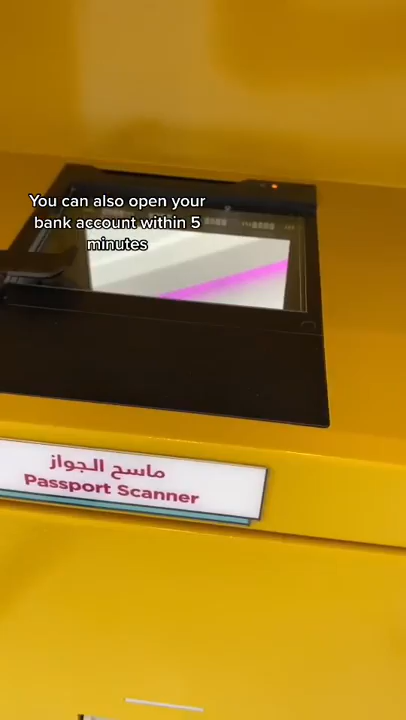 You can also open your
bank account within 5
minutes
ماسح الجواز
Passport Scanner